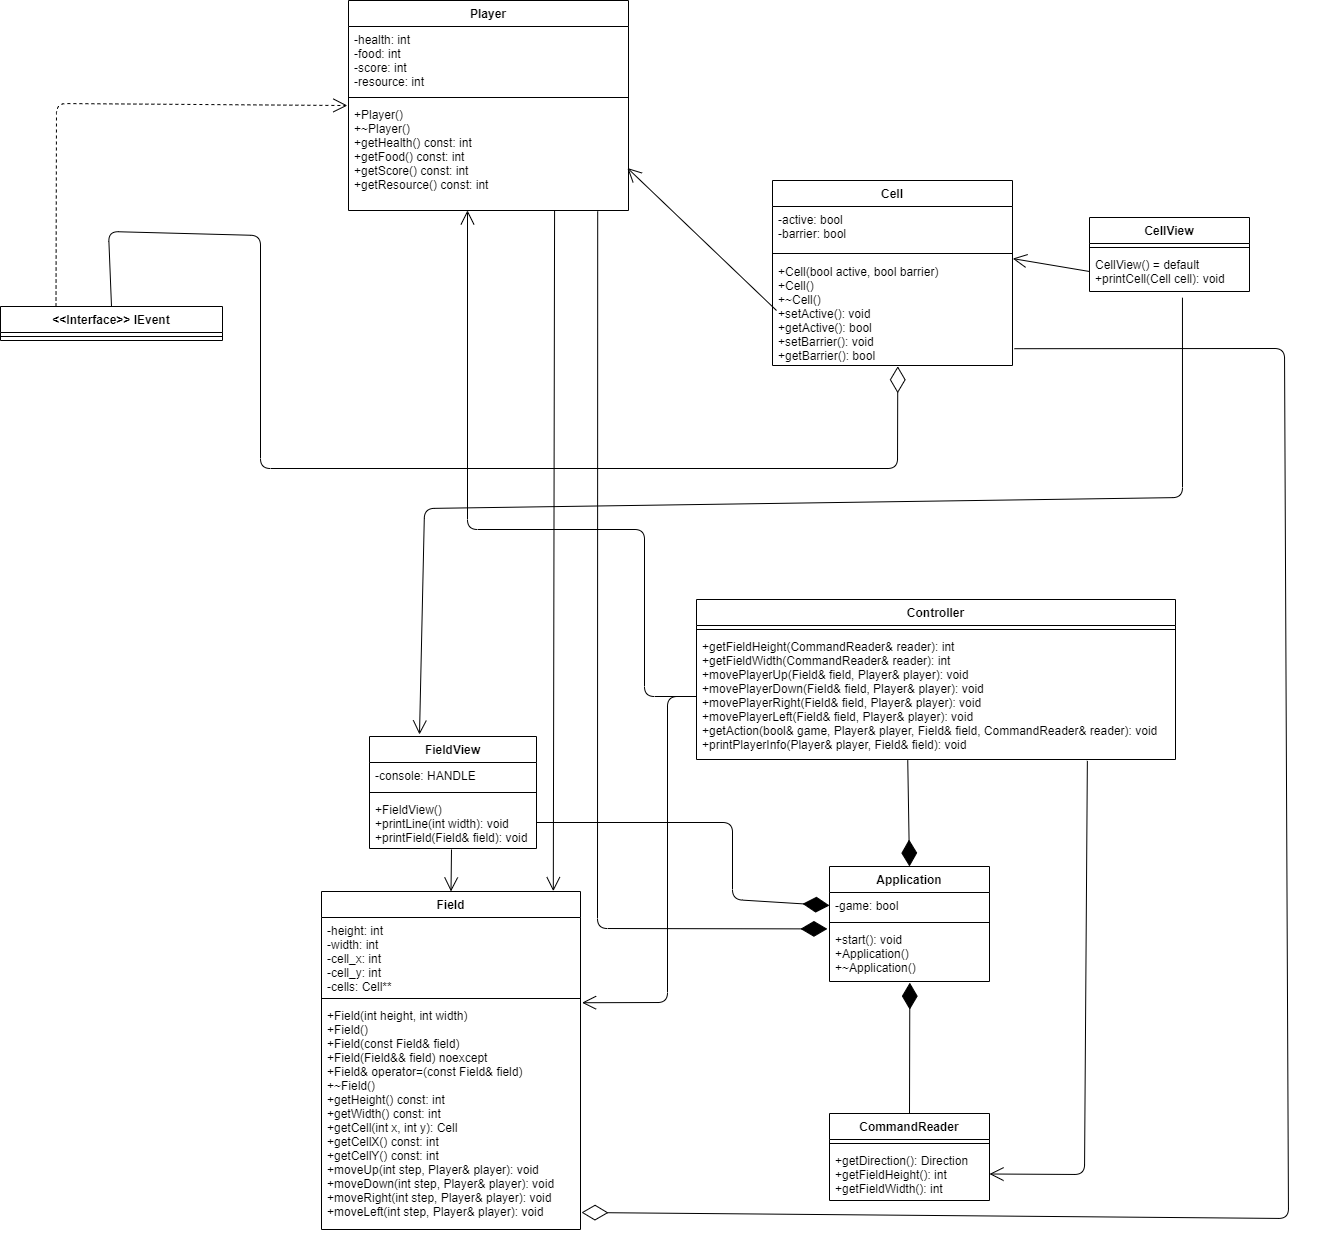 Player
-health: int
-food: int
-score: int
-resource: int
+Player()
+~Player()
+getHealth() const: int
+getFood() const: int
+getScore() const: int
+getResource() const: int
Cell
-active: bool
-barrier: bool
+Cell(bool active, bool barrier)
+Cell()
+~Cell()
+setActive(): void
+getActive(): bool
+setBarrier(): void
+getBarrier(): bool
CellView
CellView() = default
+printCell(Cell cell): void
<<Interface>> IEvent
Controller
+getFieldHeight(CommandReader& reader): int
+getFieldWidth(CommandReader& reader): int
+movePlayerUp(Field& field, Player& player): void
+movePlayerDown(Field& field, Player& player): void
+movePlayerRight(Field& field, Player& player): void
+movePlayerLeft(Field& field, Player& player): void
+getAction(bool& game, Player& player, Field& field, CommandReader& reader): void
+printPlayerInfo(Player& player, Field& field): void
FieldView
-console: HANDLE
+FieldView()
+printLine(int width): void
+printField(Field& field): void
Application
-game: bool
+start(): void
+Application()
+~Application()
Field
-height: int
-width: int
-cell_x: int
-cell_y: int
-cells: Cell**
+Field(int height, int width)
+Field()
+Field(const Field& field)
+Field(Field&& field) noexcept
+Field& operator=(const Field& field)
+~Field()
+getHeight() const: int
+getWidth() const: int
+getCell(int x, int y): Cell
+getCellX() const: int
+getCellY() const: int
+moveUp(int step, Player& player): void
+moveDown(int step, Player& player): void
+moveRight(int step, Player& player): void
+moveLeft(int step, Player& player): void
CommandReader
+getDirection(): Direction
+getFieldHeight(): int
+getFieldWidth(): int